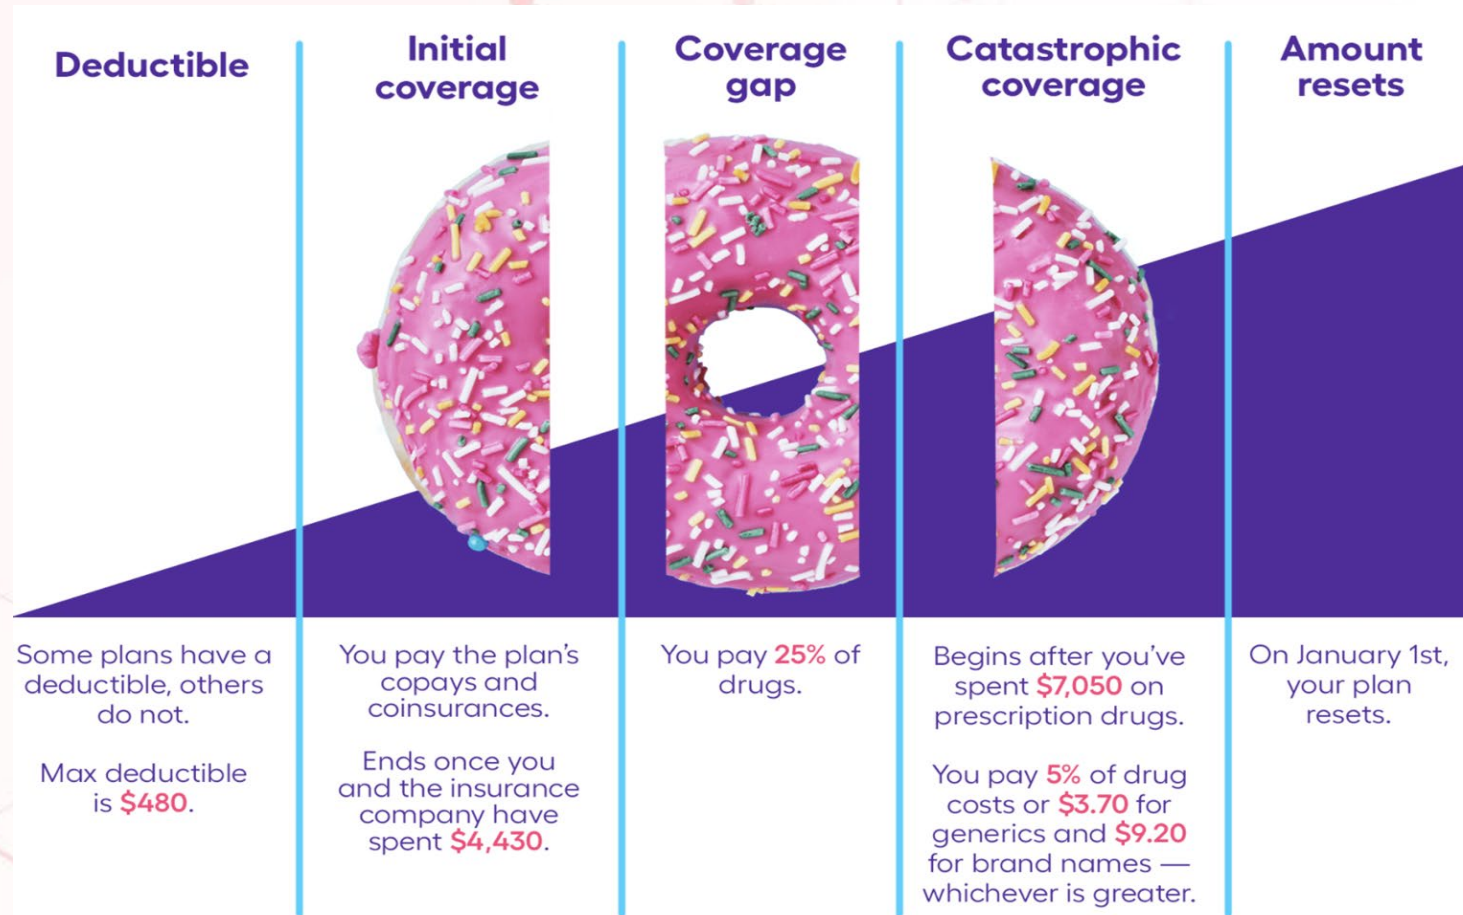 Deductible
Initial
coverage
Coverage
gap
Catastrophic
coverage
Amount
resets
Some plans have a
deductible, others
do not.
Max deductible
is $480.
You pay the plan's
copays and
coinsurances.
Ends once you
and the insurance
company have
spent $4,430.
You pay 25% of
drugs.
Begins after you've
spent $7,050 on
prescription drugs.
You pay 5% of drug
costs or $3.70 for
generics and $9.20
for brand names —
whichever is greater.
On January 1st,
your plan
resets.